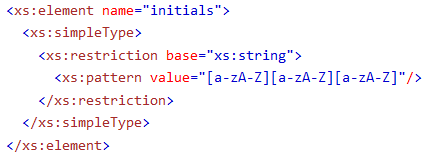 <xs:element name="initials">
  <xs:simpleType>
    <xs:restriction base="xs:string">
      <xs:pattern value="[a-zA-Z][a-zA-Z][a-zA-Z]"/>
    </xs:restriction>
  </xs:simpleType>
</xs:element>